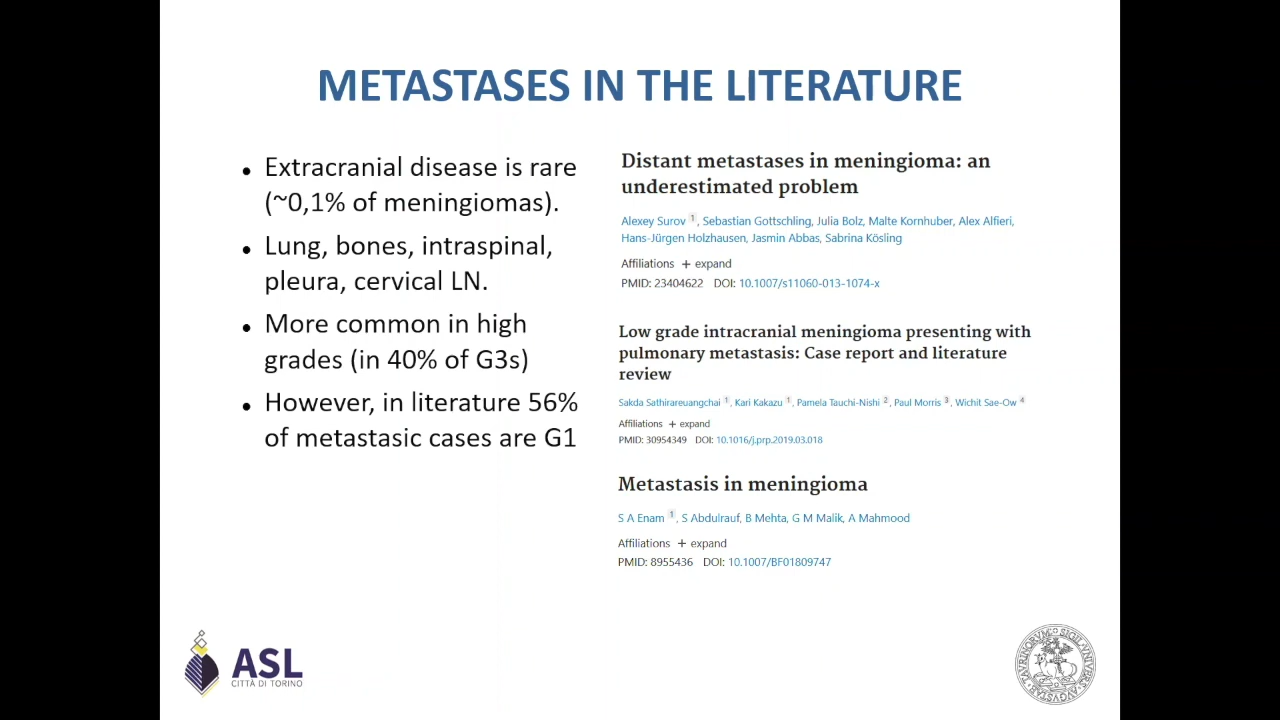 METASTASES IN THE LITERATURE
• Extracranial disease is rare
(~0,1% of meningiomas).
• Lung, bones, intraspinal,
pleura, cervical LN.
• More common in high
grades (in 40% of G3s)
• However, in literature 56%
of metastasic cases are G1
Distant metastases in meningioma: an
underestimated problem
Alexey Surov 1, Sebastian Gottschling, Julia Bolz, Malte Kornhuber, Alex Alfieri,
Hans-Jürgen Holzhausen, Jasmin Abbas, Sabrina Kösling
Affiliations + expand
PMID: 23404622 DOI: 10.1007/s11060-013-1074-x
Low grade intracranial meningioma presenting with
pulmonary metastasis: Case report and literature
review
Sakda Sathirareuangchai 1, Kari Kakazu 1, Pamela Tauchi-Nishi 2, Paul Morris 3, Wichit Sae-Ow 4
Affiliations + expand
PMID: 30954349 DOI: 10.1016/j.prp.2019.03.018
Metastasis in meningioma
S A Enam 1, S Abdulrauf, B Mehta, G M Malik, A Mahmood
Affiliations + expand
PMID: 8955436 DOI: 10.1007/BF01809747
ASL
CITTÀ DI TORINO